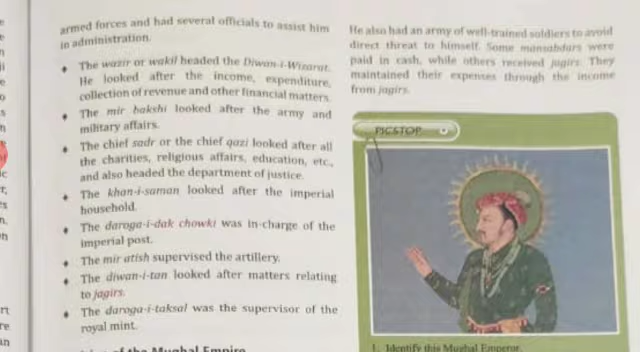 armed forces and had several officials to assist him
in administration.
The wazir or wakil headed the Diwan-i-Wizarat.
He looked after the income, expenditure,
collection of revenue and other financial matters.
The mir bakshi looked after the army and
military affairs.
The chief sadr or the chief qazi looked after all
the charities, religious affairs, education, etc.,
and also headed the department of justice.
The khan-i-saman looked after the imperial
household.
The daroga-i-dak chowki was in-charge of the
imperial post.
The mir atish supervised the artillery.
The diwan-i-tan looked after matters relating
to jagirs.
The daroga-i-taksal was the supervisor of the
royal mint.
of the Mughal Empire
He also had an army of well-trained soldiers to avoid
direct threat to himself. Some mansabdars were
paid in cash, while others received jagirs. They
maintained their expenses through the income
from jagirs.
PICSTOP
1. Identify this Mughal Emperor.